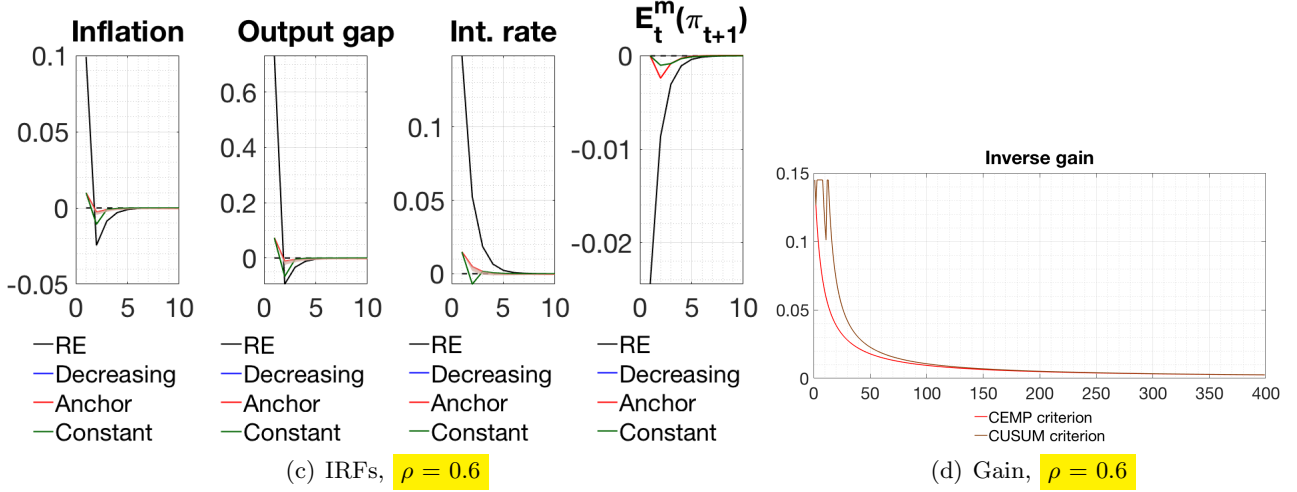 Inflation
0.1
0.05
0
-0.05
0 5 10
RE
Decreasing
Anchor
Constant
Output gap
0.6
0.4
0.2
0
0 5 10
RE
Decreasing
Anchor
Constant
Int. rate
0.1
0.05
0
0 5 10
RE
Decreasing
Anchor
Constant
E_t^m(π_{t+1})
0
-0.01
-0.02
0 5 10
RE
Decreasing
Anchor
Constant
(c) IRFs, ρ = 0.6
Inverse gain
0.15
0.1
0.05
0
0 50 100 150 200 250 300 350 400
CEMP criterion
CUSUM criterion
(d) Gain, ρ = 0.6